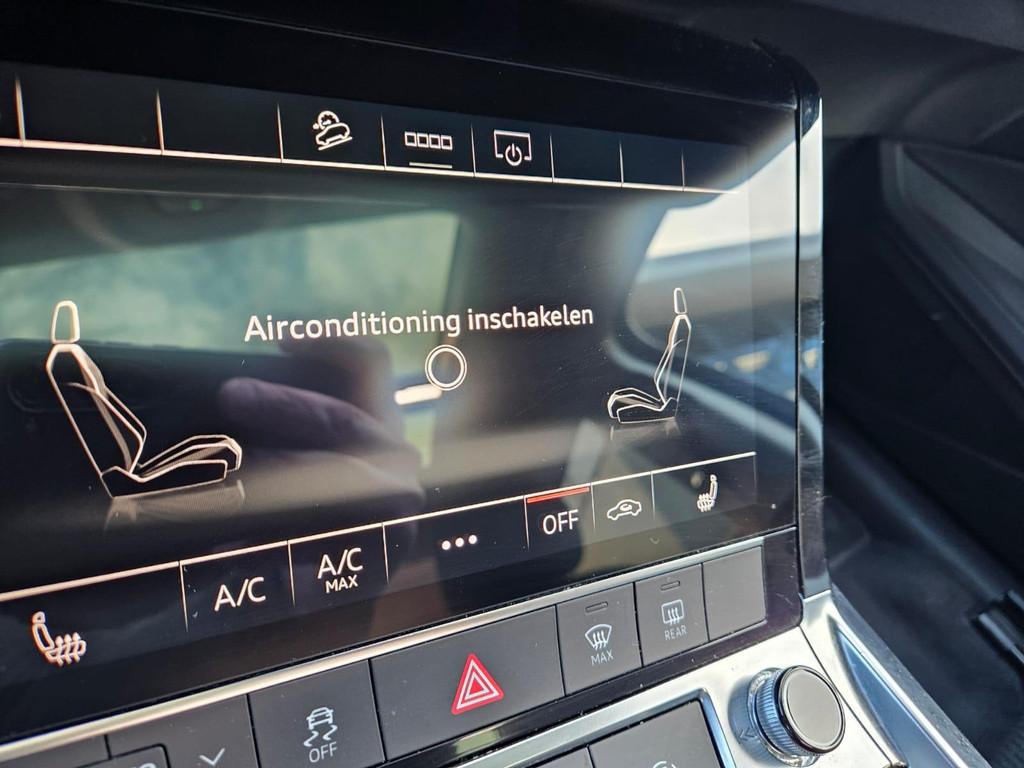 Airconditioning inschakelen
A/C
A/C
MAX
OFF
MAX
REAR
OFF